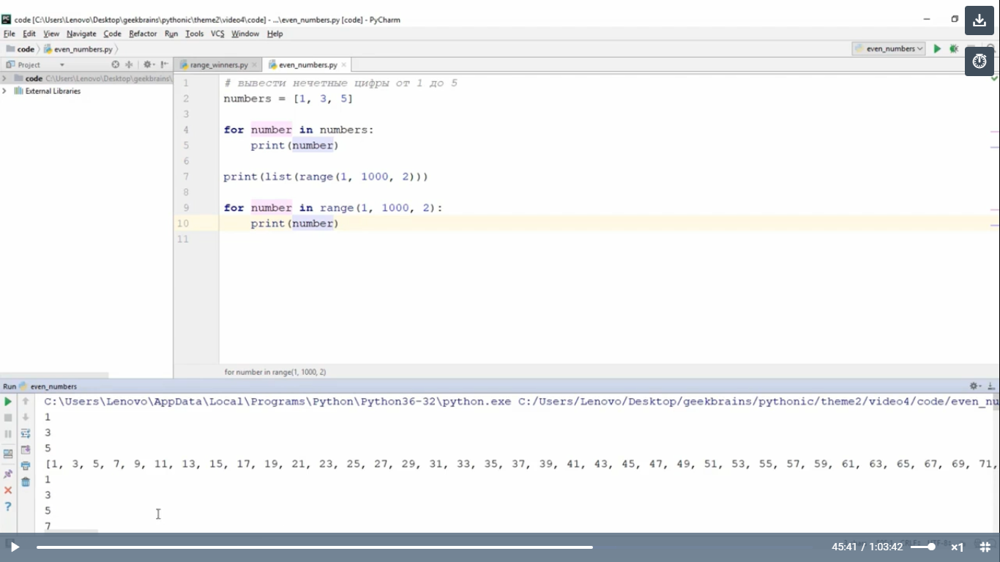 code [C:\Users\Lenovo\Desktop\geekbrains\pythonic\theme2\video4\code] - ...\even_numbers.py [code] - PyCharm
File Edit View Navigate Code Refactor Run Tools VCS Window Help
code even_numbers.py even_numbers
Project range_winners.py even_numbers.py
code C:\Users\Lenovo\Desktop\geekbrains\
External Libraries
1 # вывести нечетные цифры от 1 до 5
2 numbers = [1, 3, 5]
3
4 for number in numbers:
5 print(number)
6
7 print(list(range(1, 1000, 2)))
8
9 for number in range(1, 1000, 2):
10 print(number)
11
for number in range(1, 1000, 2)
Run even_numbers
C:\Users\Lenovo\AppData\Local\Programs\Python\Python36-32\python.exe C:/Users/Lenovo/Desktop/geekbrains/pythonic/theme2/video4/code/even_nu
1
3
5
[1, 3, 5, 7, 9, 11, 13, 15, 17, 19, 21, 23, 25, 27, 29, 31, 33, 35, 37, 39, 41, 43, 45, 47, 49, 51, 53, 55, 57, 59, 61, 63, 65, 67, 69, 71,
1
3
5
7
45:41 / 1:03:42 ×1